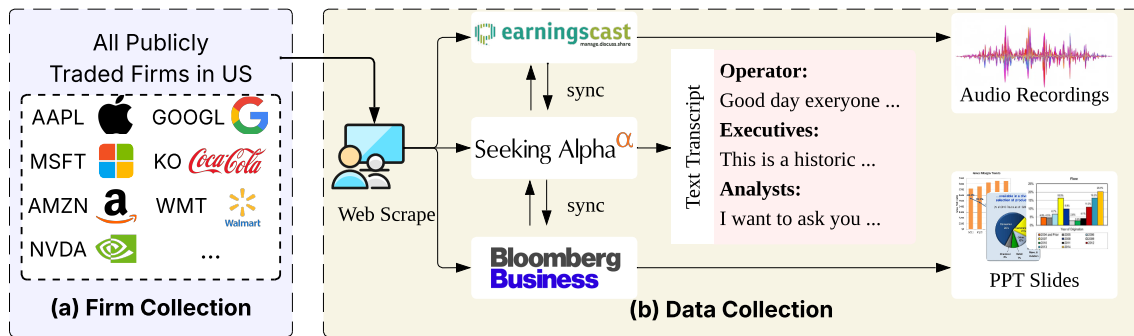 All Publicly
Traded Firms in US
AAPL
GOOGL
MSFT
KO
Coca-Cola
AMZN
WMT
Walmart
NVDA
...
(a) Firm Collection
Web Scrape
earningscast
manage.discuss.share
sync
Seeking Alpha α
sync
Bloomberg
Business
Text Transcript
Operator:
Good day everyone ...
Executives:
This is a historic ...
Analysts:
I want to ask you ...
Audio Recordings
PPT Slides
(b) Data Collection